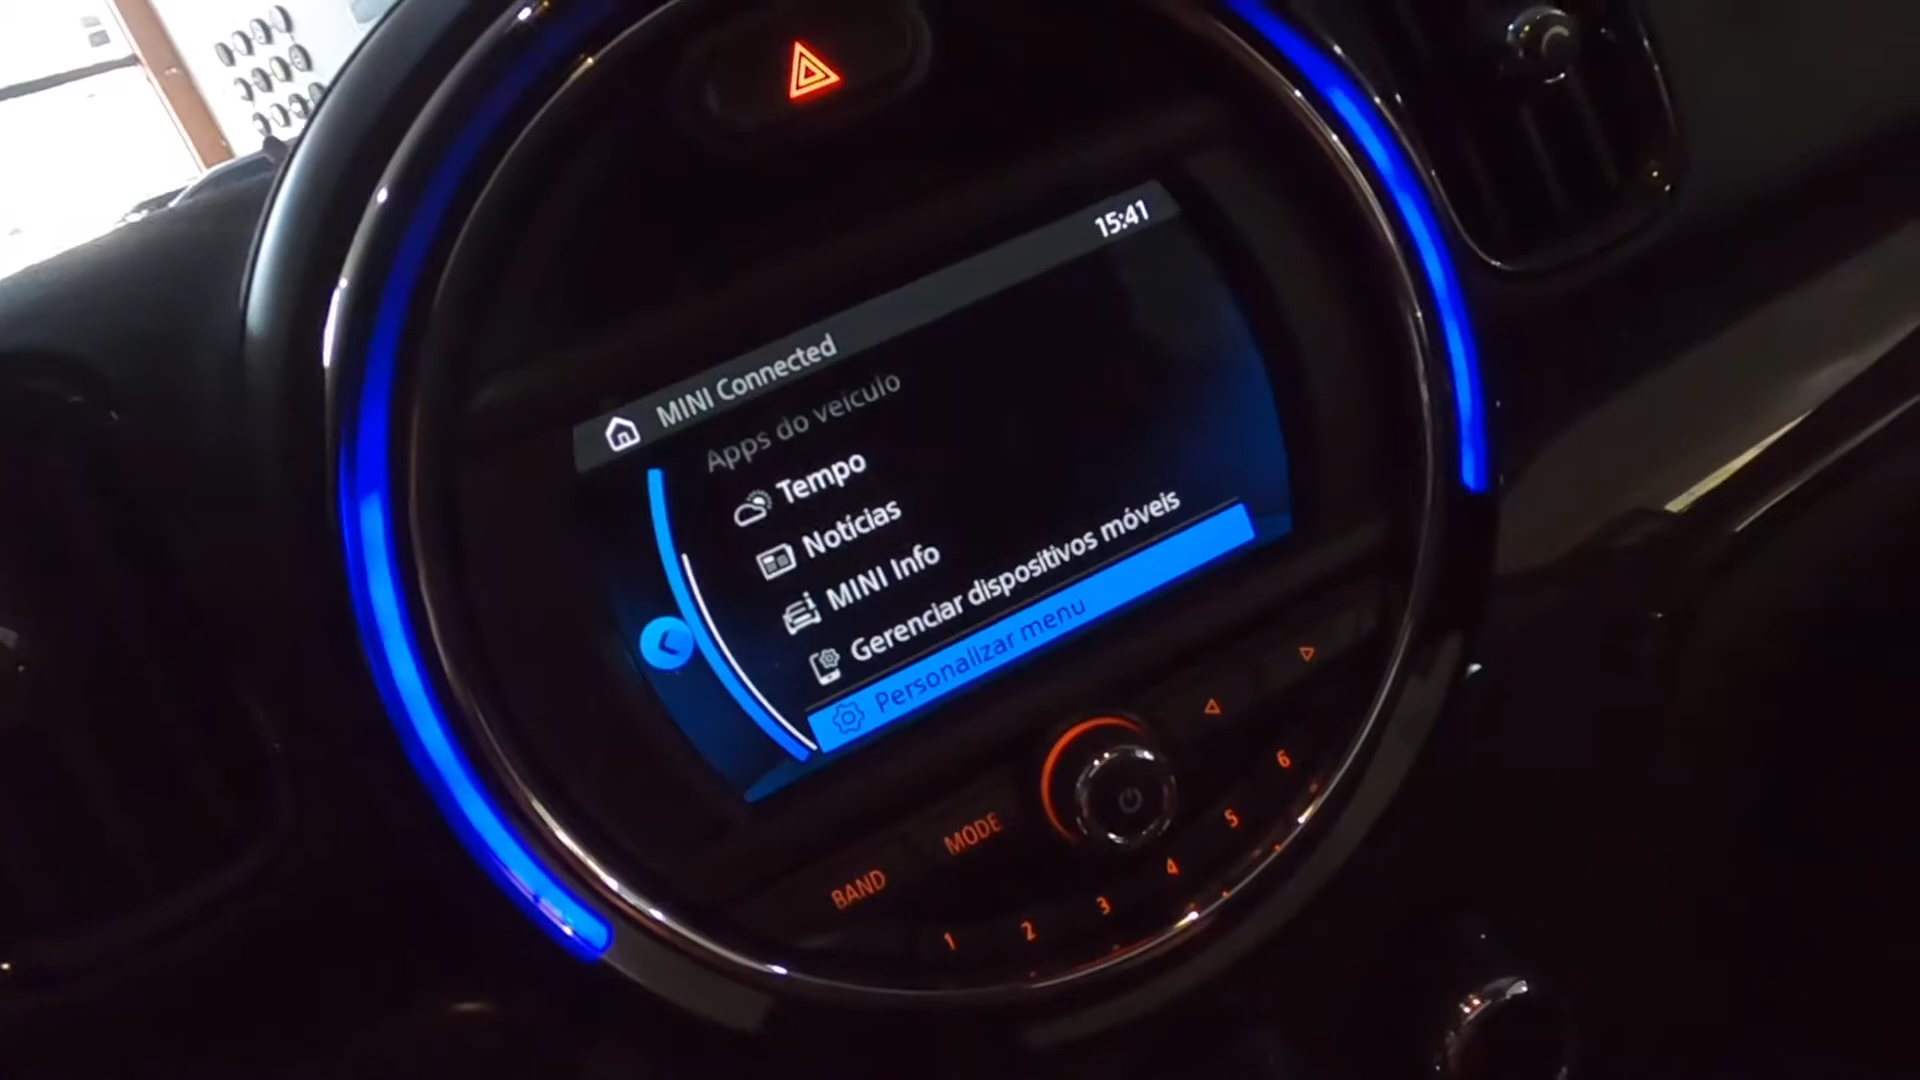 15:41
MINI Connected
Apps do veículo
Tempo
Notícias
MINI Info
Gerenciar dispositivos móveis
Personalizar menu
BAND
MODE
1
2
3
4
5
6